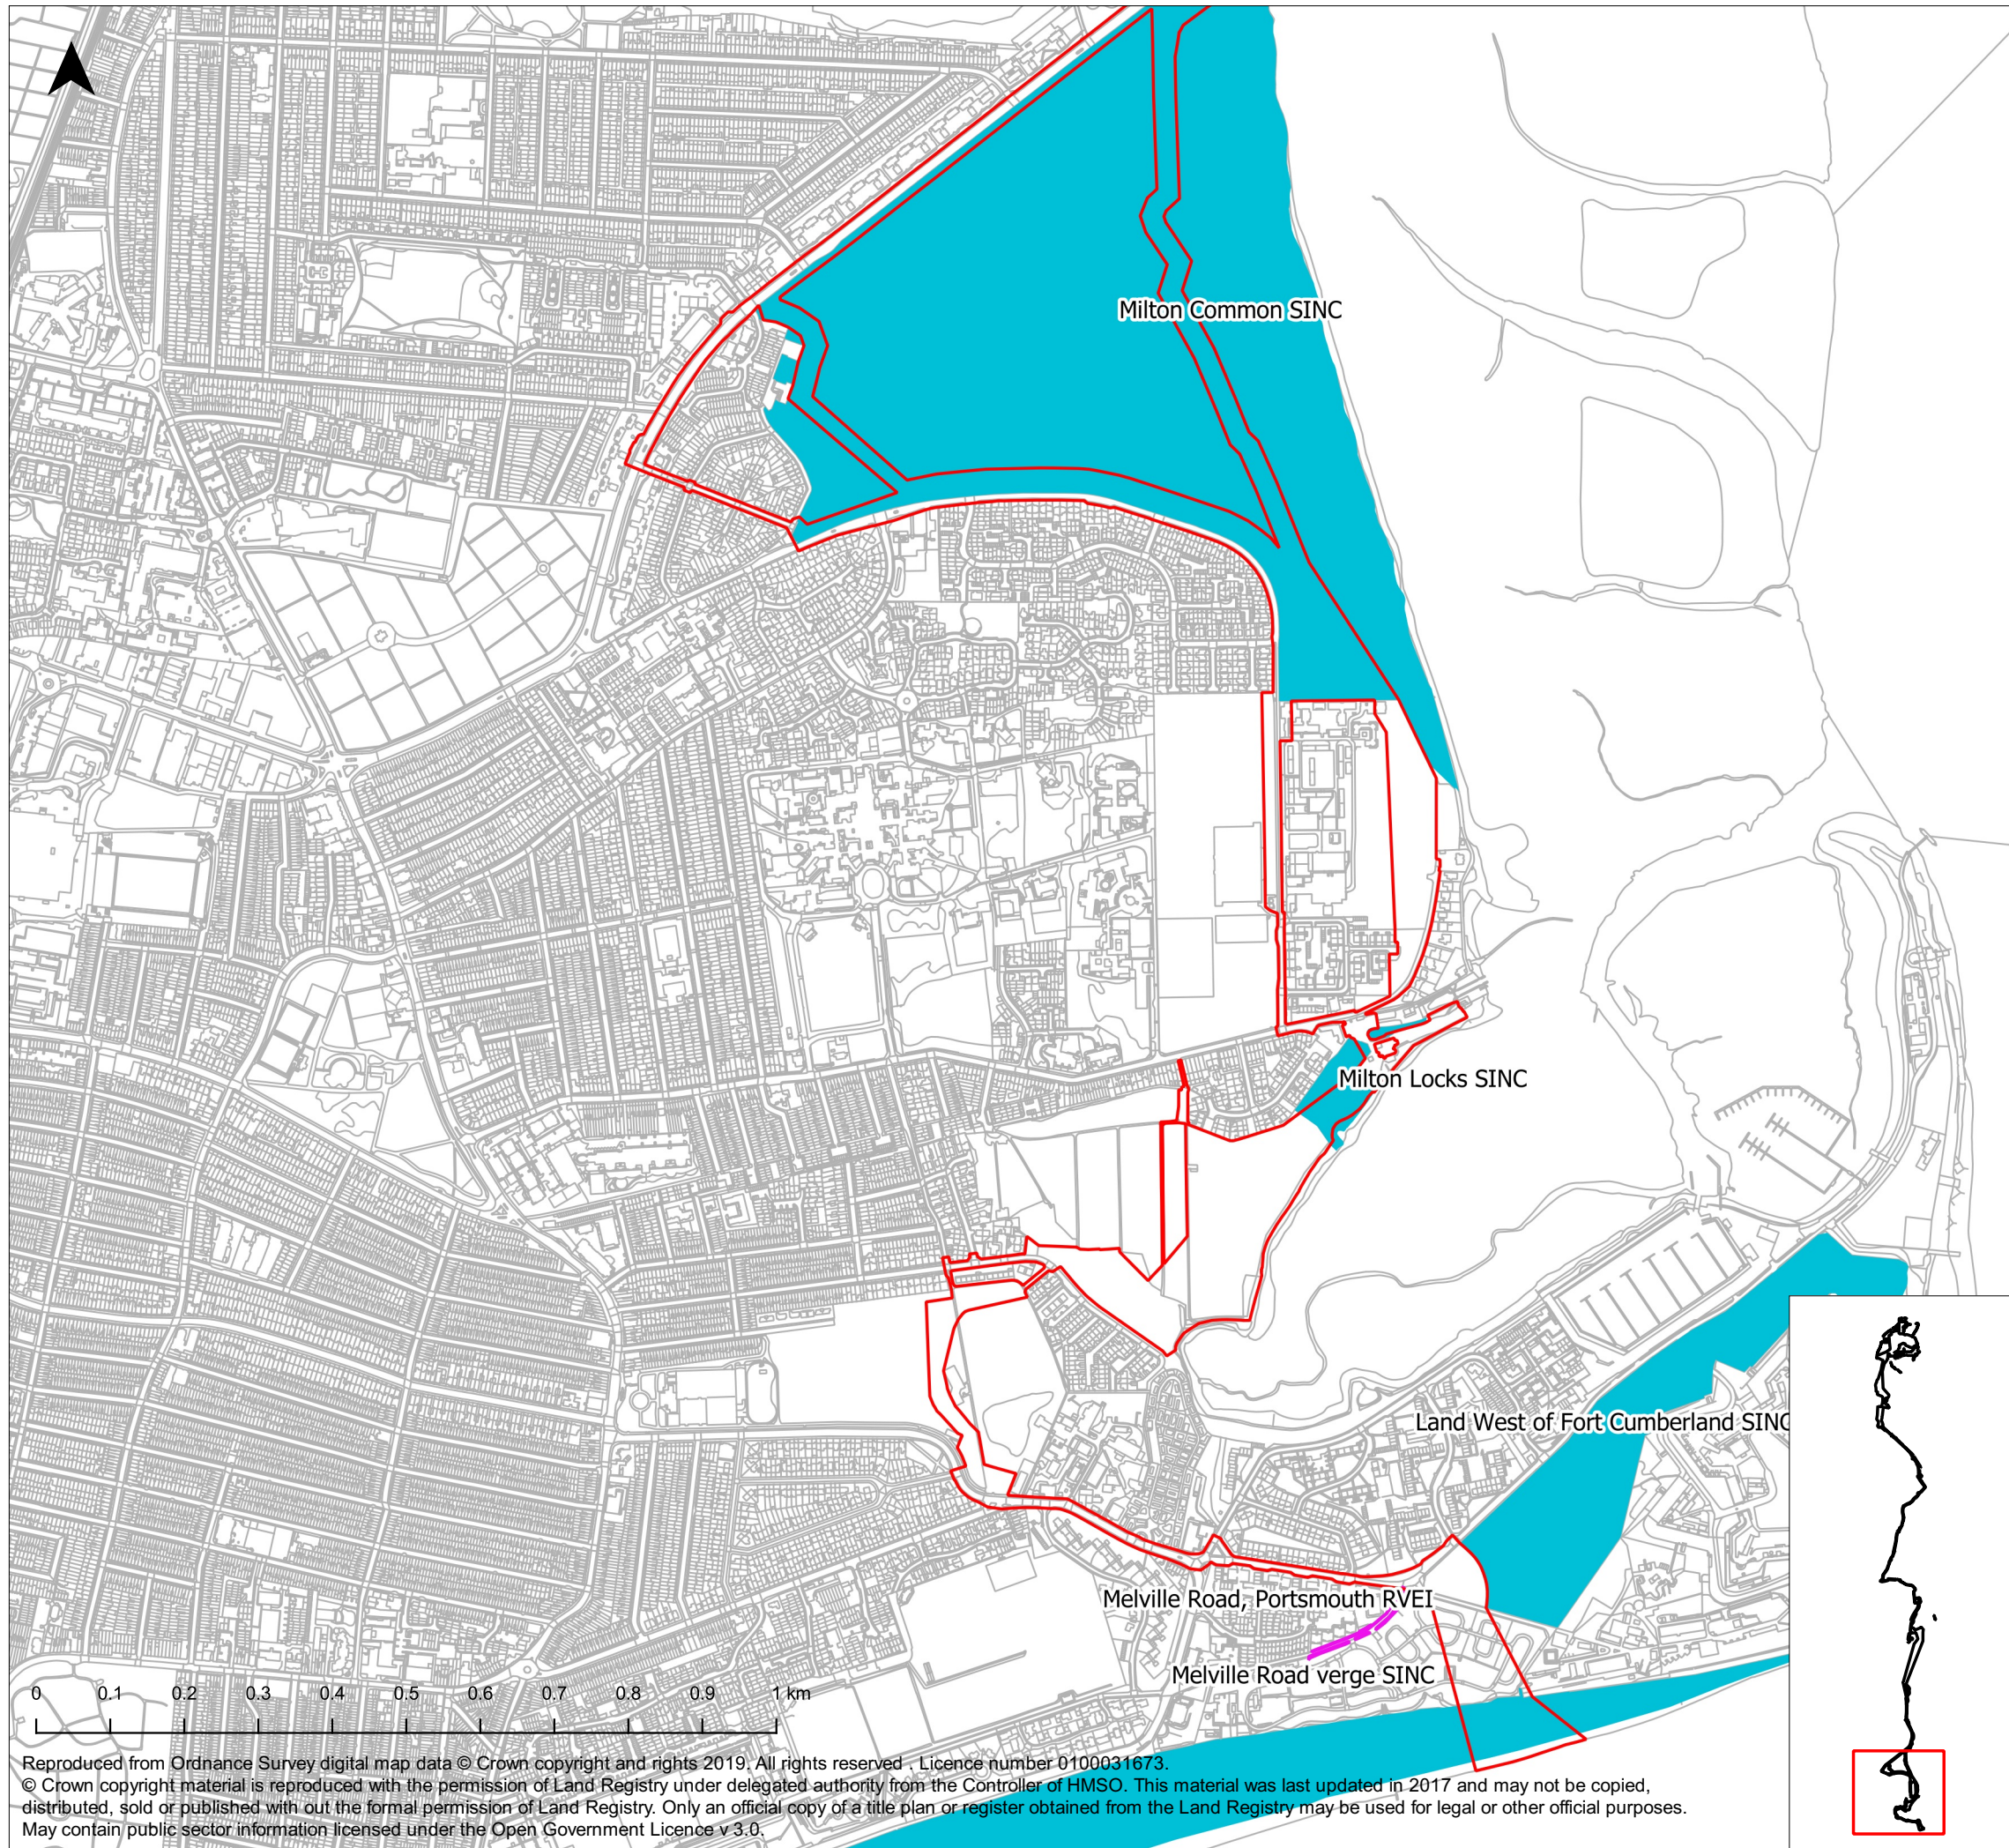 Milton Common SINC
Milton Locks SINC
Land West of Fort Cumberland SINC
Melville Road, Portsmouth RVEI
Melville Road verge SINC
0 0.1 0.2 0.3 0.4 0.5 0.6 0.7 0.8 0.9 1 km
Reproduced from Ordnance Survey digital map data © Crown copyright and rights 2019. All rights reserved . Licence number 0100031673.
© Crown copyright material is reproduced with the permission of Land Registry under delegated authority from the Controller of HMSO. This material was last updated in 2017 and may not be copied,
distributed, sold or published with out the formal permission of Land Registry. Only an official copy of a title plan or register obtained from the Land Registry may be used for legal or other official purposes.
May contain public sector information licensed under the Open Government Licence v 3.0.